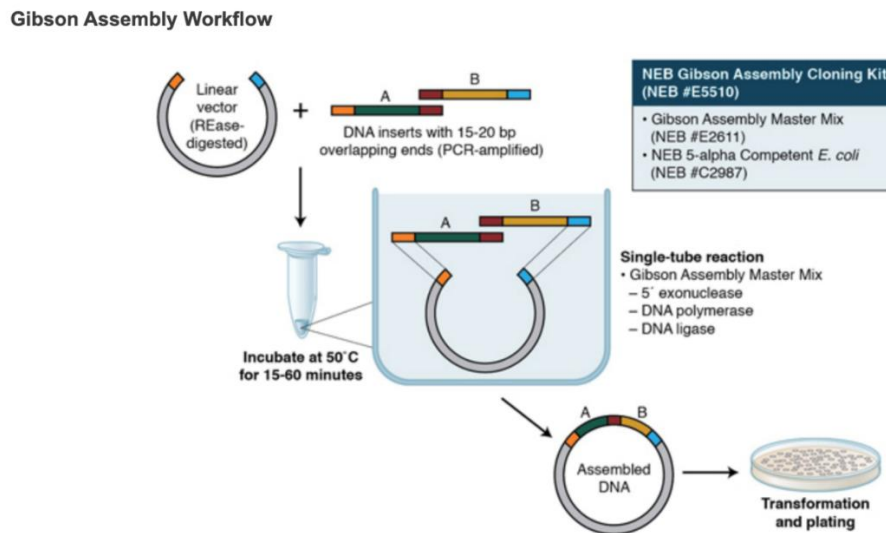 Gibson Assembly Workflow
Linear
vector
(REase-
digested)
+
A
B
DNA inserts with 15-20 bp
overlapping ends (PCR-amplified)
NEB Gibson Assembly Cloning Kit
(NEB #E5510)
• Gibson Assembly Master Mix
(NEB #E2611)
• NEB 5-alpha Competent E. coli
(NEB #C2987)
A
B
Incubate at 50˚C
for 15-60 minutes
Single-tube reaction
• Gibson Assembly Master Mix
– 5´ exonuclease
– DNA polymerase
– DNA ligase
A
B
Assembled
DNA
Transformation
and plating